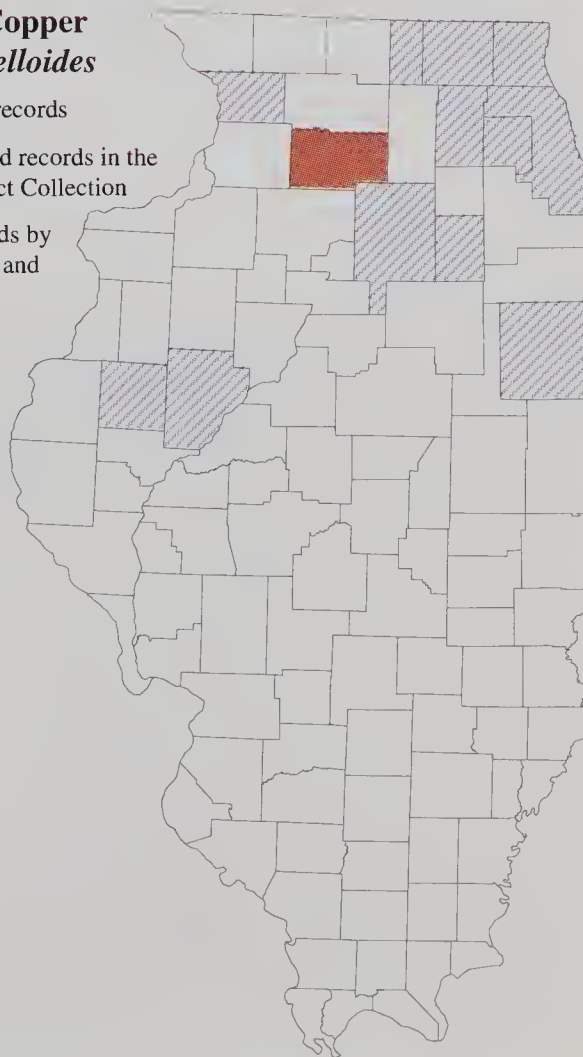 Copper
elloides
records
d records in the
ct Collection
ds by
and